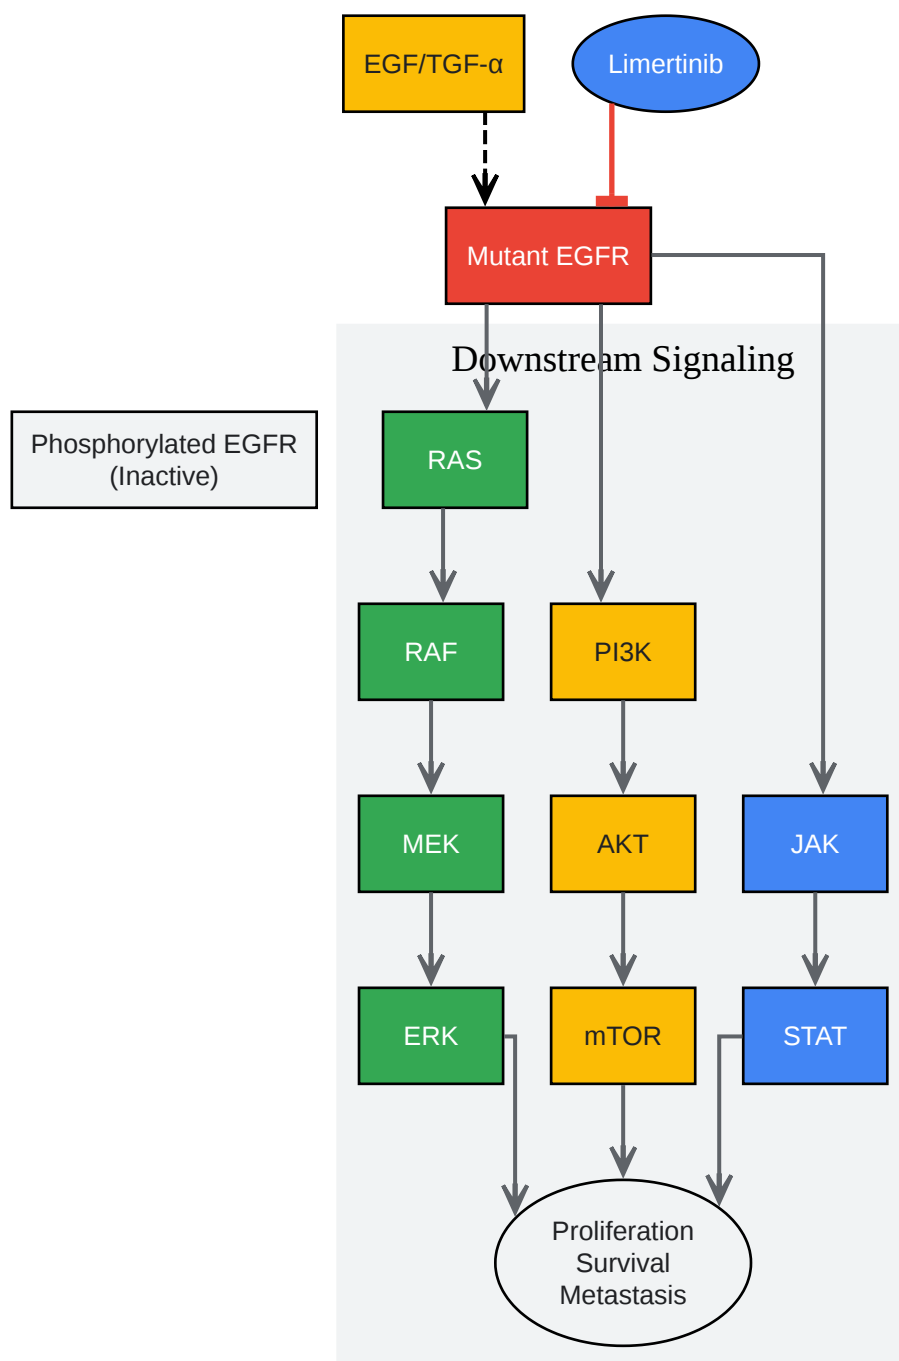 EGF/TGF-α
Limertinib
Mutant EGFR
Downstream Signaling
Phosphorylated EGFR
(Inactive)
RAS
RAF
PI3K
MEK
AKT
JAK
ERK
mTOR
STAT
Proliferation
Survival
Metastasis